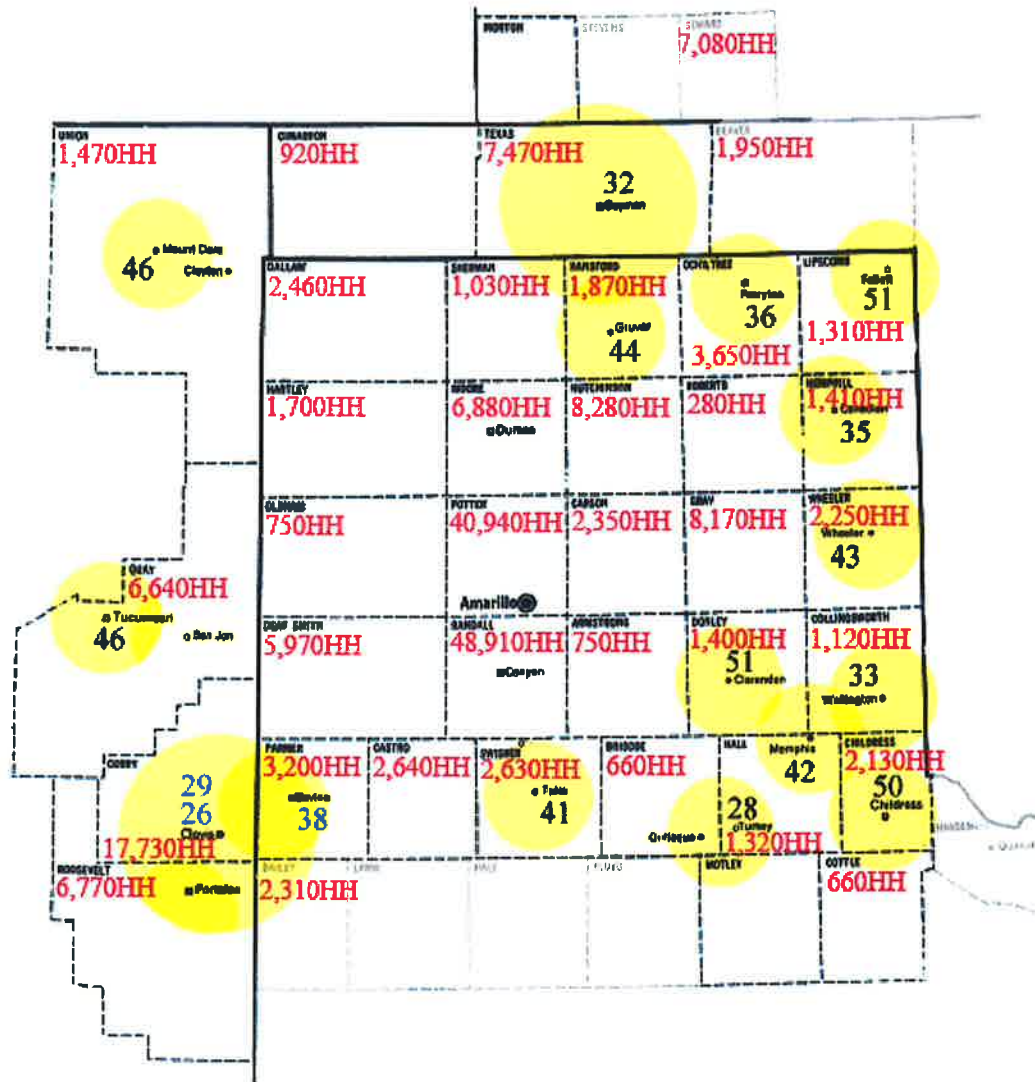 MORTON
STEVENS
SEWARD
7,080HH
UNION
1,470HH
CIMARRON
920HH
TEXAS
7,470HH
BEAVER
1,950HH
32
Guymon
46
Mount Dora
Clayton
DALLAM
2,460HH
SHERMAN
1,030HH
HANSFORD
1,870HH
OCHILTREE
LIPSCOMB
Follett
51
Perryton
36
Gruver
44
3,650HH
1,310HH
HARTLEY
1,700HH
MOORE
6,880HH
HUTCHINSON
8,280HH
ROBERTS
280HH
HEMPHILL
1,410HH
Dumas
Canadian
35
OLDHAM
750HH
POTTER
40,940HH
CARSON
2,350HH
GRAY
8,170HH
WHEELER
2,250HH
Wheeler
43
QUAY
6,640HH
Amarillo
Tucumcari
46
San Jon
DEAF SMITH
5,970HH
RANDALL
48,910HH
ARMSTRONG
750HH
DONLEY
1,400HH
COLLINGSWORTH
1,120HH
Canyon
51
Clarendon
33
Wellington
CURRY
PARMER
3,200HH
CASTRO
2,640HH
SWISHER
2,630HH
BRISCOE
660HH
HALL
Memphis
42
CHILDRESS
2,130HH
29
26
Clovis
Bovina
38
Tulia
41
50
Childress
28
Turkey
Quitaque
1,320HH
17,730HH
ROOSEVELT
6,770HH
Portales
BAILEY
2,310HH
LAMB
HALE
FLOYD
MOTLEY
COTTLE
660HH